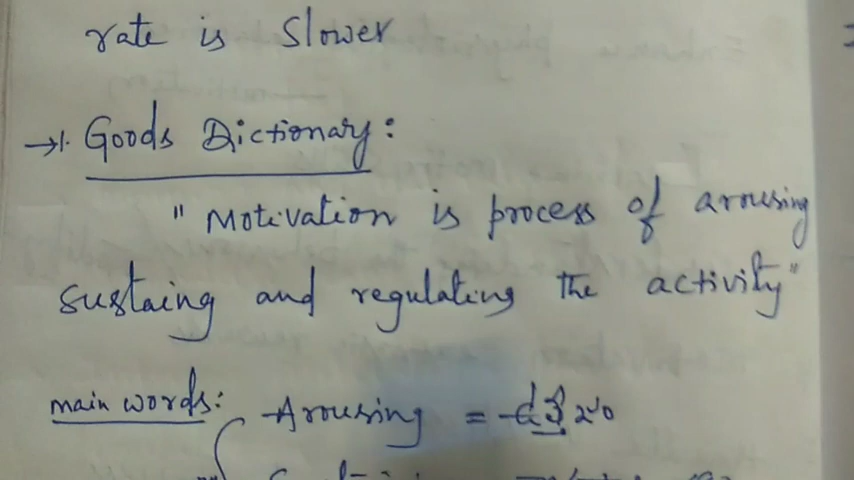 rate is slower
→1. Goods Dictionary:
" Motivation is process of arousing
sustaing and regulating the activity"
main words: Arousing =